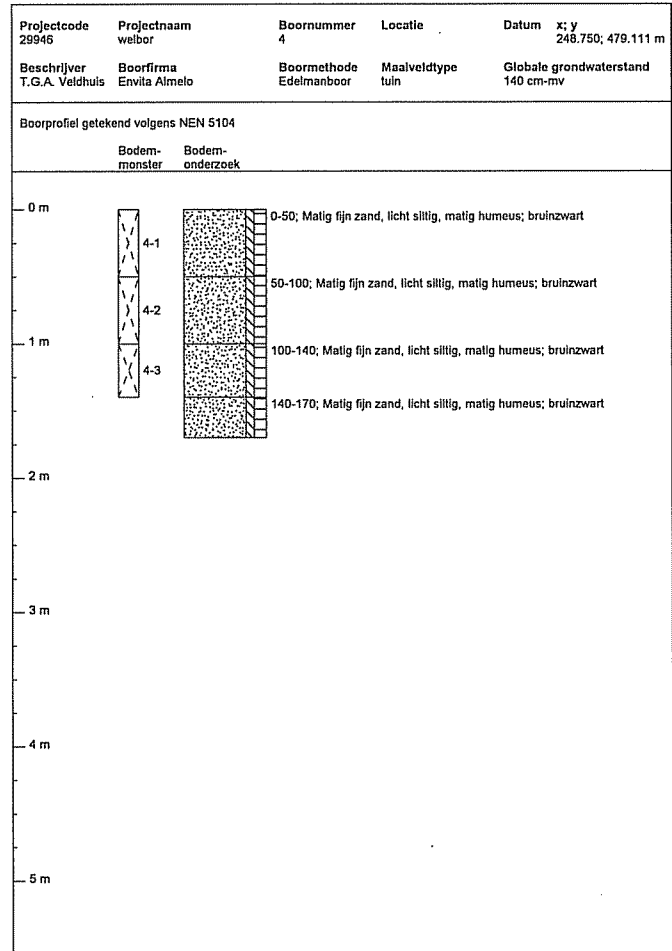 Projectcode Projectnaam Boornummer Locatie Datum x; y
29946 welbor 4 248.750; 479.111 m
Beschrijver Boorfirma Boormethode Maaiveldtype Globale grondwaterstand
T.G.A. Veldhuis Envita Almelo Edelmanboor tuin 140 cm-mv
Boorprofiel getekend volgens NEN 5104
Bodem- Bodem-
monster onderzoek
0 m
0-50; Matig fijn zand, licht siltig, matig humeus; bruinzwart
4-1
50-100; Matig fijn zand, licht siltig, matig humeus; bruinzwart
4-2
1 m
100-140; Matig fijn zand, licht siltig, matig humeus; bruinzwart
4-3
140-170; Matig fijn zand, licht siltig, matig humeus; bruinzwart
2 m
3 m
4 m
5 m